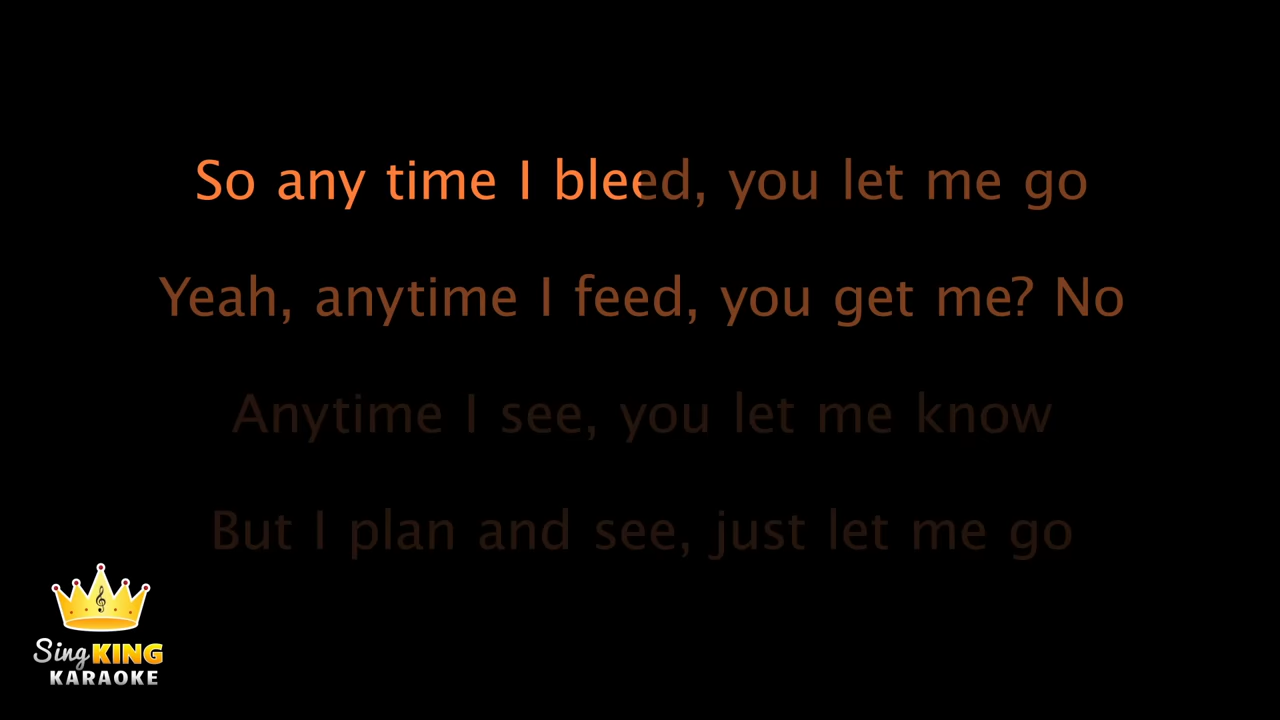 So any time I bleed, you let me go
Yeah, anytime I feed, you get me? No
Anytime I see, you let me know
But I plan and see, just let me go
Sing KING
KARAOKE